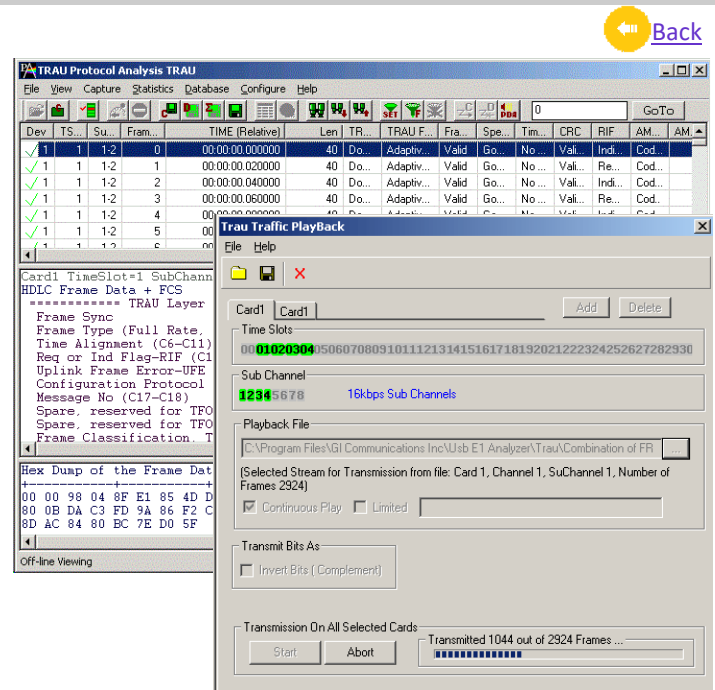 Back
TRAU Protocol Analysis TRAU
File View Capture Statistics Database Configure Help
0 GoTo
Dev TS... Su... Fram... TIME (Relative) Len TR... TRAU F... Fra... Spe... Tim... CRC RIF AM... AM.
1 1 1-2 0 00:00:00.000000 40 Do... Adaptiv... Valid Go... No ... Vali... Indi... Cod...
1 1 1-2 1 00:00:00.020000 40 Do... Adaptiv... Valid Go... No ... Vali... Re... Cod...
1 1 1-2 2 00:00:00.040000 40 Do... Adaptiv... Valid Go... No ... Vali... Indi... Cod...
1 1 1-2 3 00:00:00.060000 40 Do... Adaptiv... Valid Go... No ... Vali... Re... Cod...
1 1 1-2 4
1 1 1-2 5 00
1 1 1-2 6
Card1 TimeSlot=1 SubChann
HDLC Frame Data + FCS
============ TRAU Layer
Frame Sync
Frame Type (Full Rate,
Time Alignment (C6-C11)
Req or Ind Flag-RIF (C1
Uplink Frame Error-UFE
Configuration Protocol
Message No (C17-C18)
Spare, reserved for TFO
Spare, reserved for TFO
Frame Classification. T
Hex Dump of the Frame Dat
+------------+------------+
00 00 98 04 8F E1 85 4D D
80 0B DA C3 FD 9A 86 F2 C
8D AC 84 80 BC 7E D0 5F
Off-line Viewing
Trau Traffic PlayBack
File Help
Card1 Card1 Add Delete
Time Slots
00 010203040506070809101112131415161718192021222324252627282930
Sub Channel
12345678 16kbps Sub Channels
Playback File
C:\Program Files\Gl Communications Inc\Usb E1 Analyzer\Trau\Combination of FR ...
(Selected Stream for Transmission from file: Card 1, Channel 1, SuChannel 1, Number of
Frames 2924)
Continuous Play Limited
Transmit Bits As
Invert Bits ( Complement)
Transmission On All Selected Cards
Start Abort
Transmitted 1044 out of 2924 Frames ...